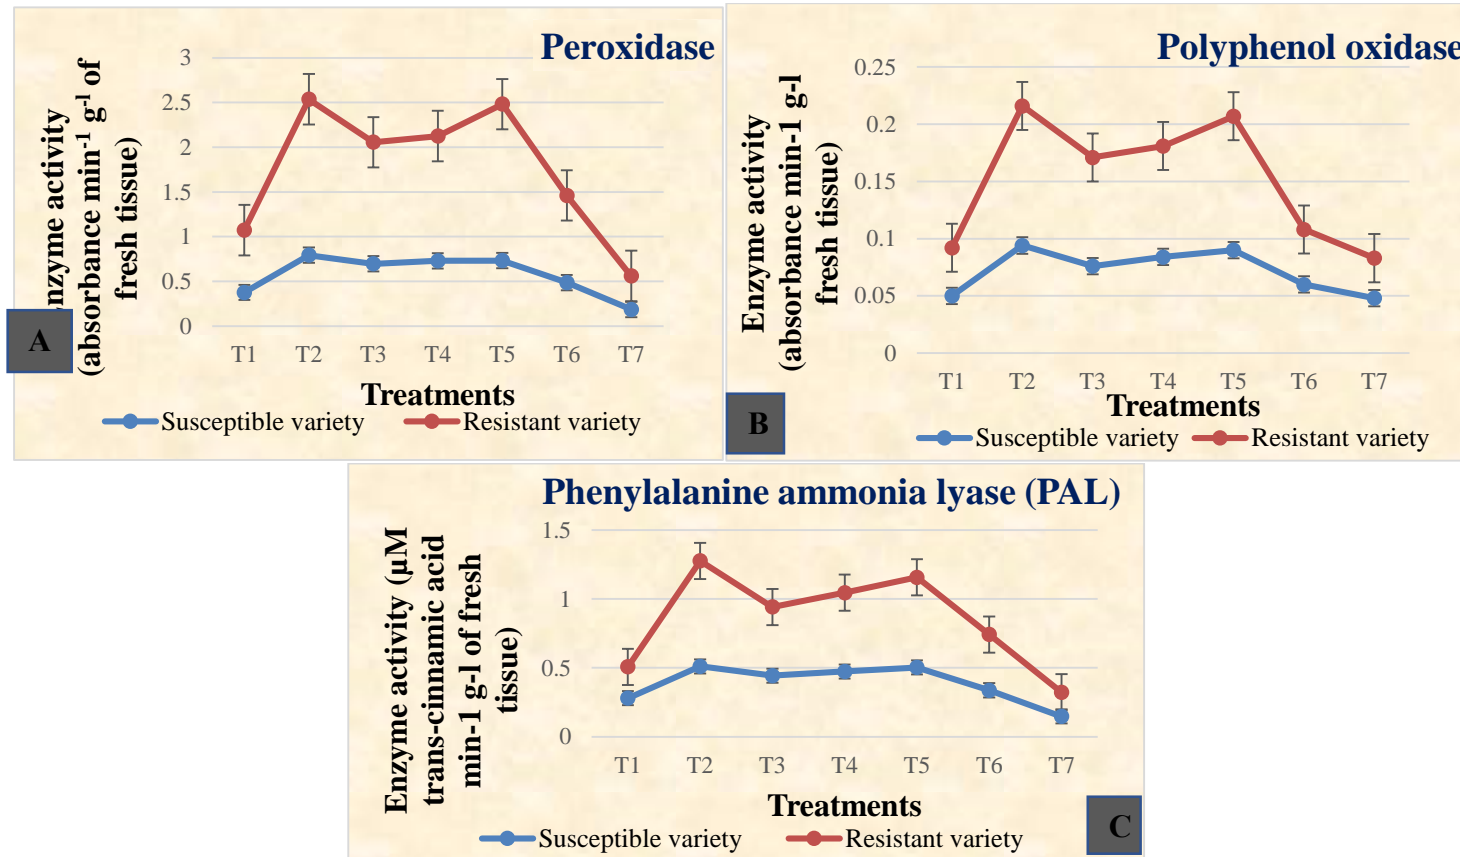 Peroxidase
Enzyme activity
(absorbance min-1 g-1 of
fresh tissue)
3
2.5
2
1.5
1
0.5
0
T1 T2 T3 T4 T5 T6 T7
Treatments
Susceptible variety Resistant variety
A
Polyphenol oxidase
Enzyme activity
(absorbance min-1 g-l
fresh tissue)
0.25
0.2
0.15
0.1
0.05
0
T1 T2 T3 T4 T5 T6 T7
Treatments
Susceptible variety Resistant variety
B
Phenylalanine ammonia lyase (PAL)
Enzyme activity (µM
trans-cinnamic acid
min-1 g-l of fresh
tissue)
1.5
1
0.5
0
T1 T2 T3 T4 T5 T6 T7
Treatments
Susceptible variety Resistant variety
C